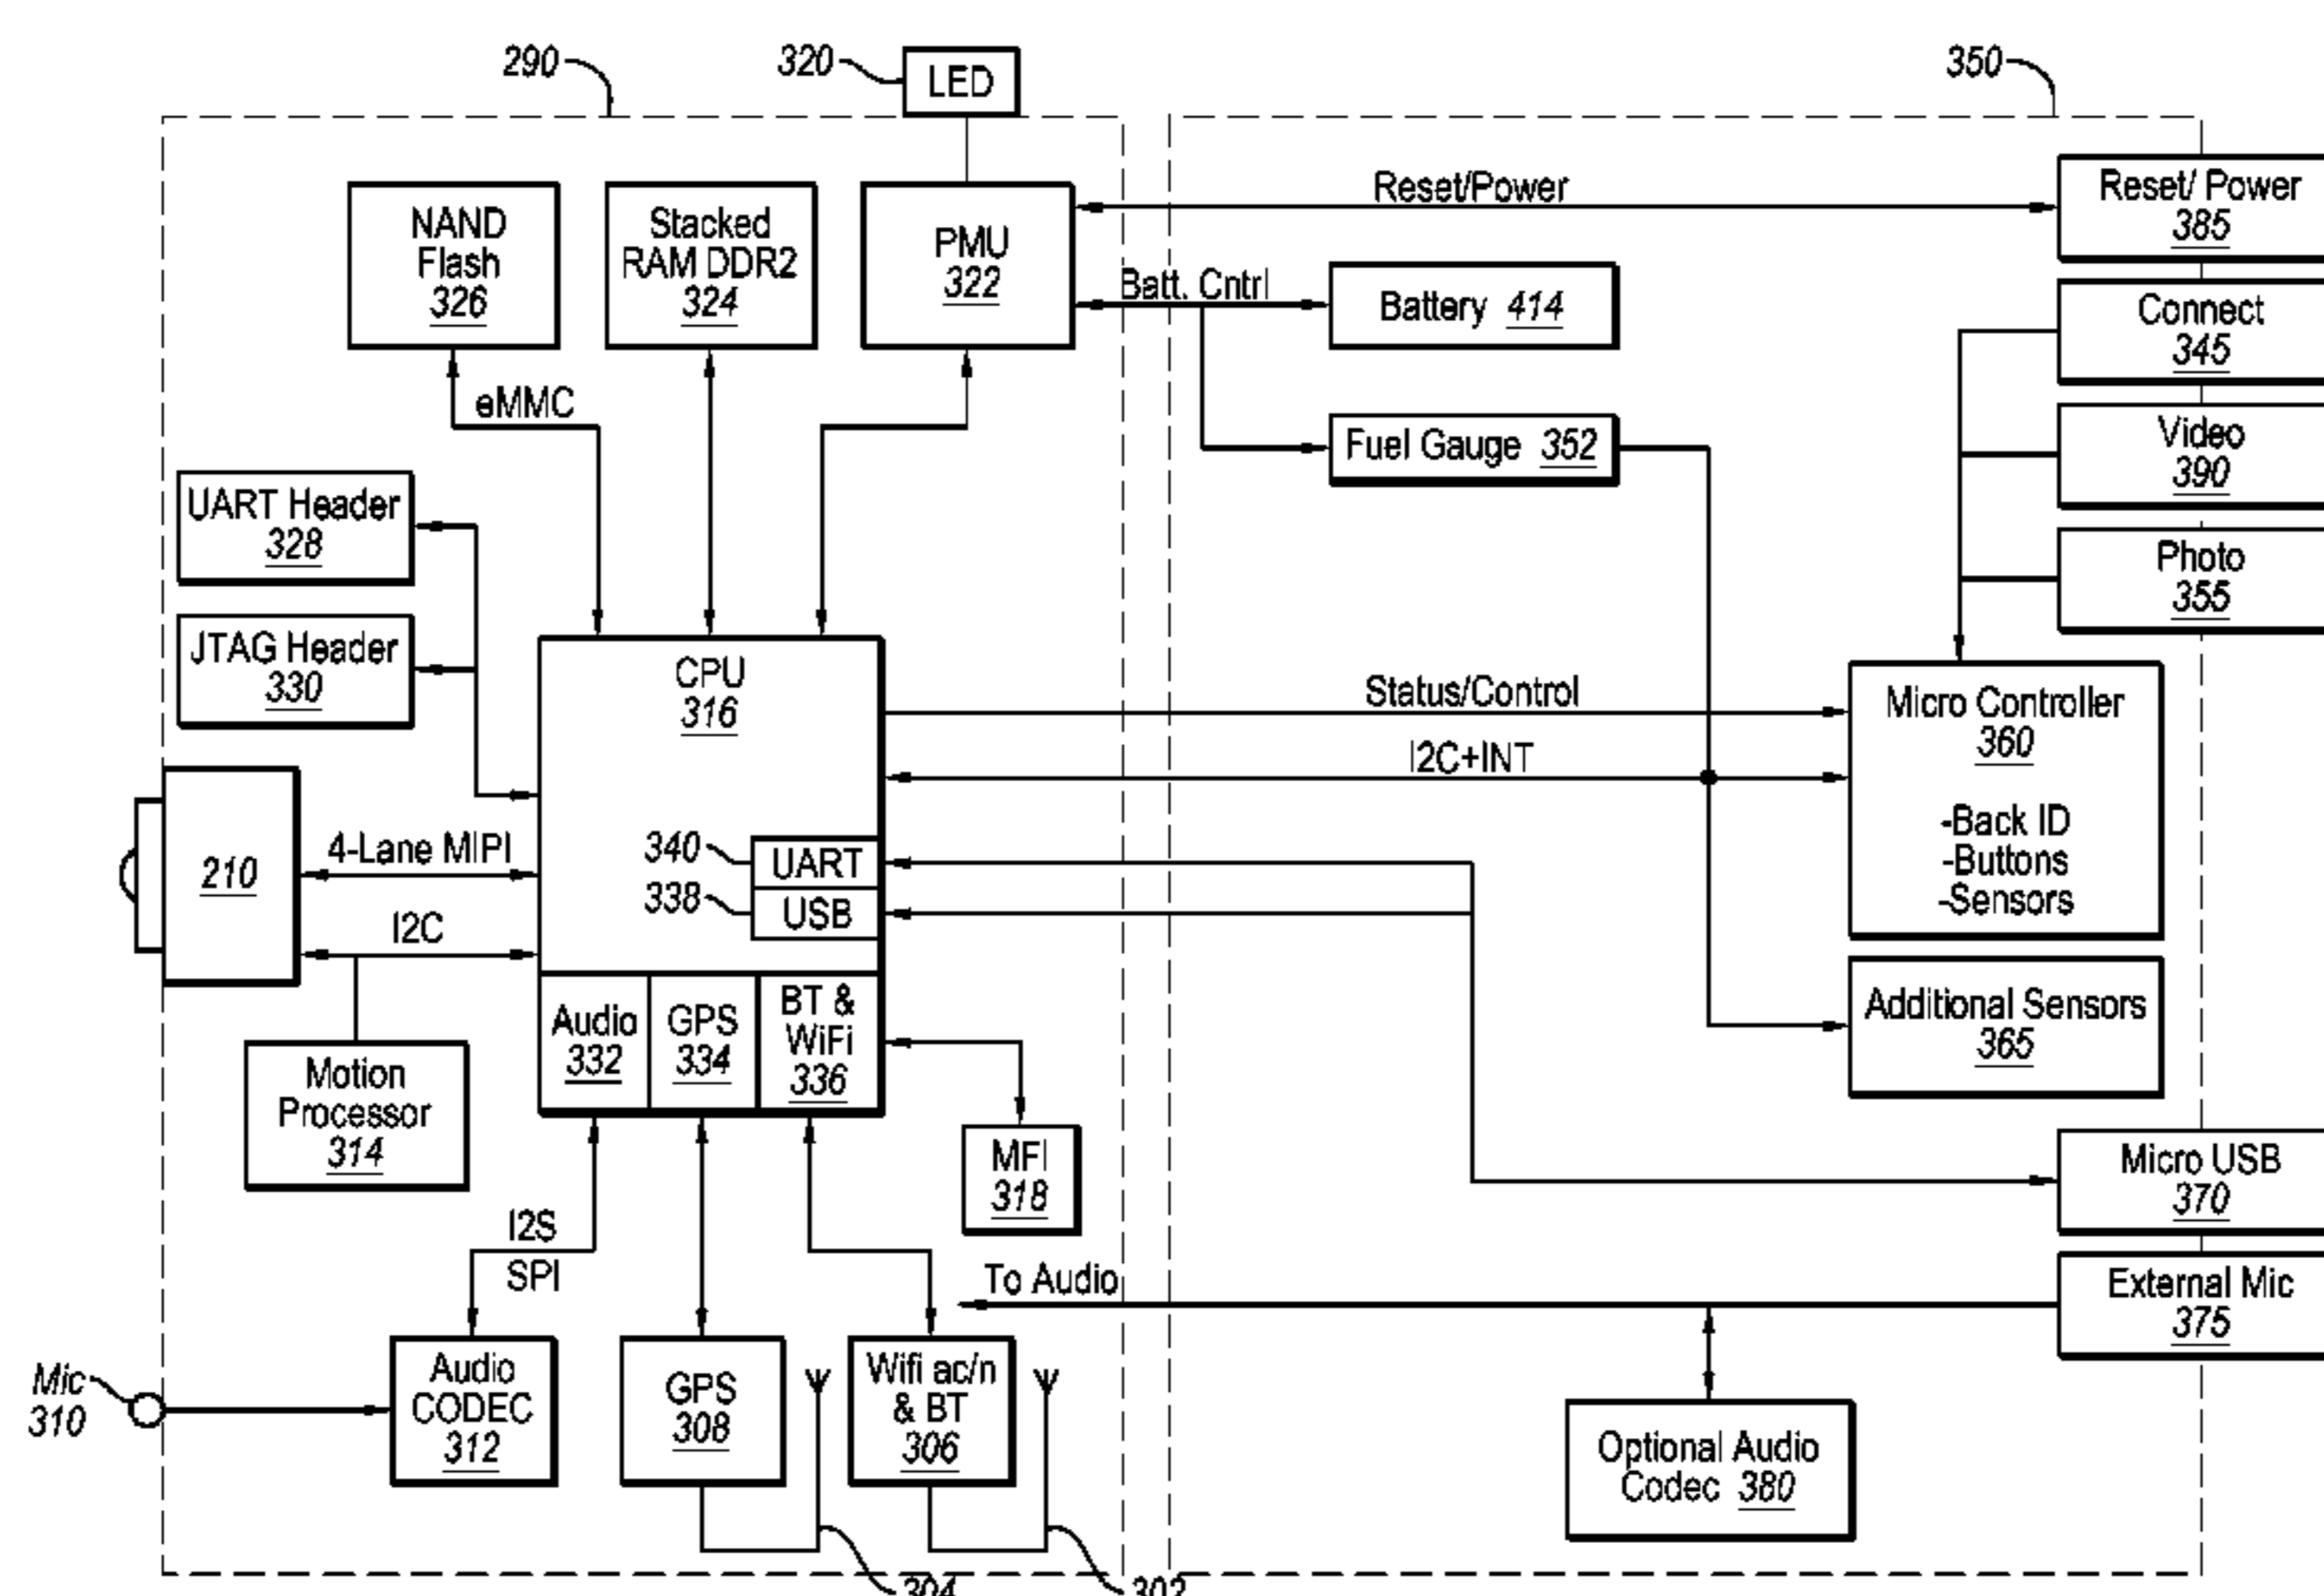 290
320
LED
350
NAND
Flash
326
Stacked
RAM DDR2
324
PMU
322
Reset/Power
Reset/ Power
385
Batt. Cntrl
Battery 414
Connect
345
eMMC
Fuel Gauge 352
Video
390
UART Header
328
Photo
355
JTAG Header
330
CPU
316
Status/Control
I2C+INT
Micro Controller
360
-Back ID
-Buttons
-Sensors
210
4-Lane MIPI
I2C
340
UART
338
USB
Audio
332
GPS
334
BT &
WiFi
336
Additional Sensors
365
Motion
Processor
314
MFI
318
Micro USB
370
I2S
SPI
To Audio
External Mic
375
Mic
310
Audio
CODEC
312
GPS
308
Wifi ac/n
& BT
306
Optional Audio
Codec 380
304
302